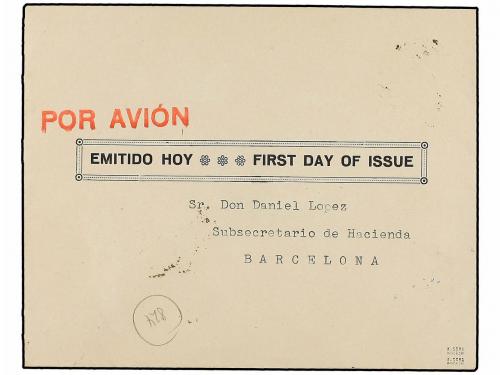 POR AVIÓN
EMITIDO HOY FIRST DAY OF ISSUE
Sr. Don Daniel Lopez
Subsecretario de Hacienda
BARCELONA